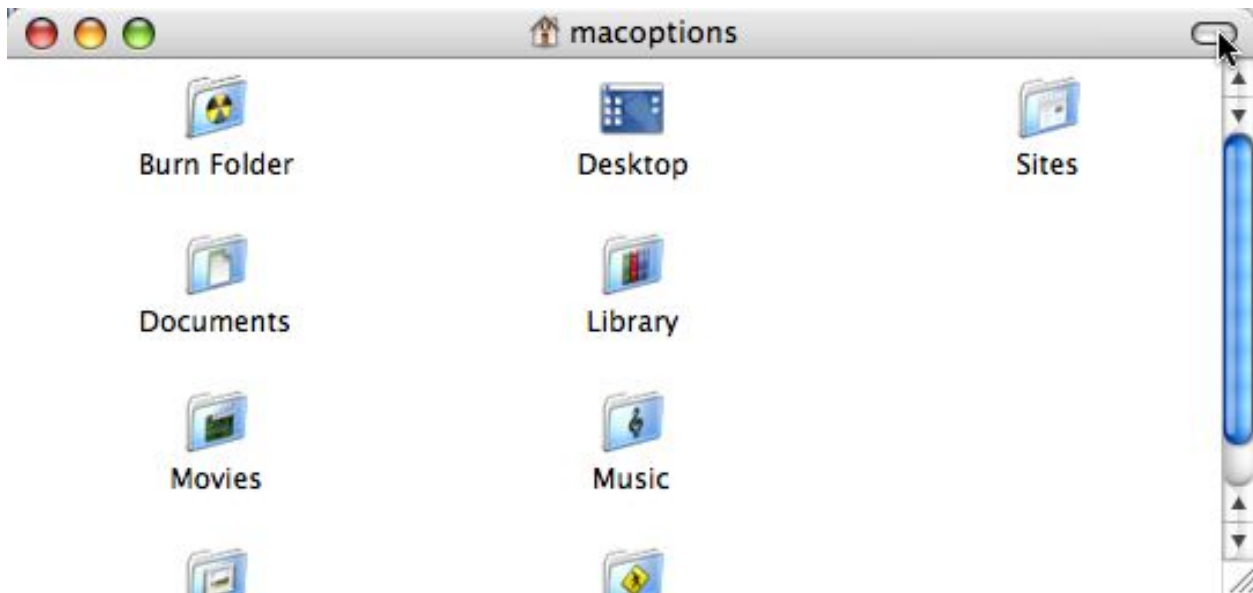 macoptions
Burn Folder
Desktop
Sites
Documents
Library
Movies
Music